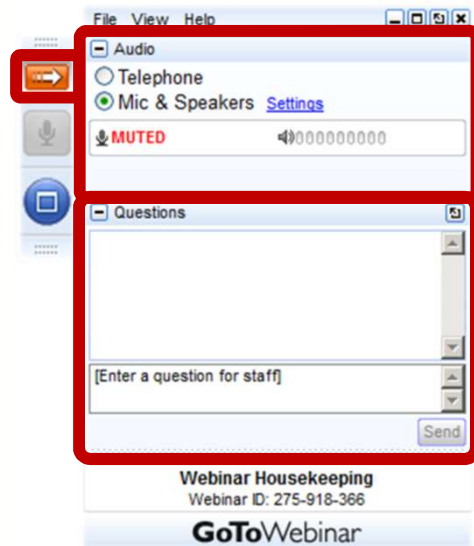 File View Help
Audio
Telephone
Mic & Speakers Settings
MUTED 000000000
Questions
[Enter a question for staff]
Send
Webinar Housekeeping
Webinar ID: 275-918-366
GoToWebinar